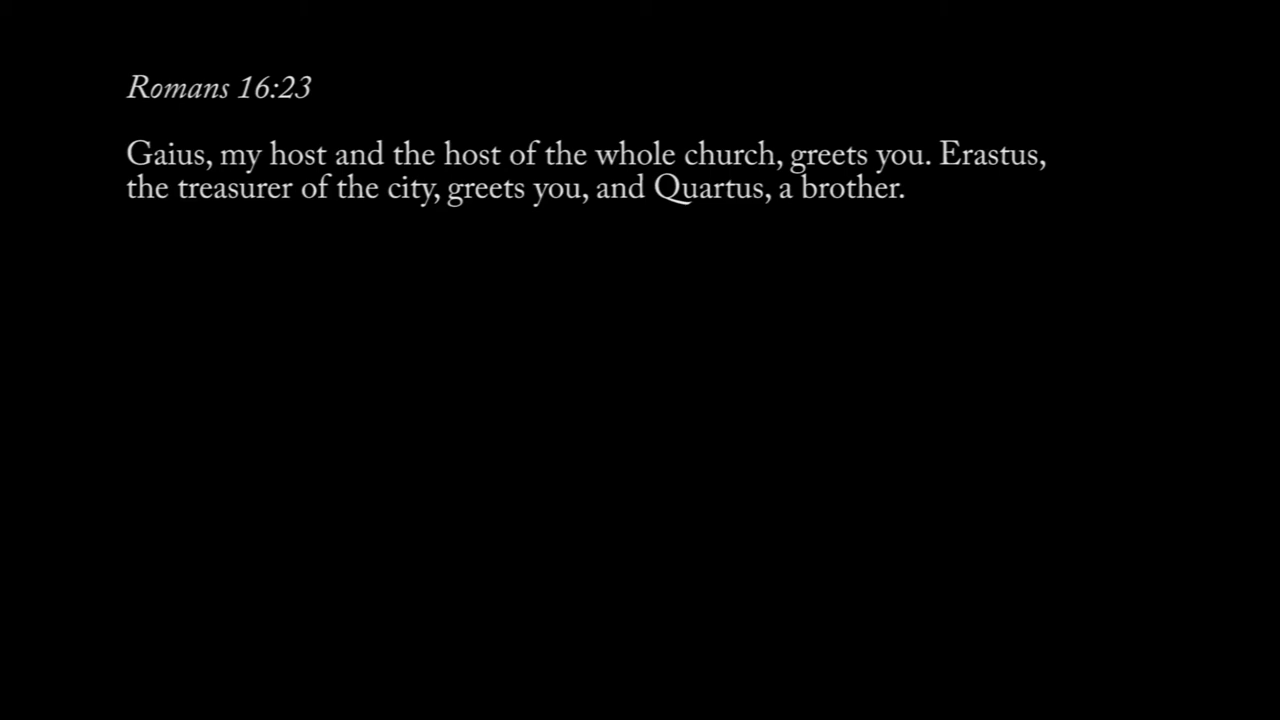 Romans 16:23
Gaius, my host and the host of the whole church, greets you. Erastus,
the treasurer of the city, greets you, and Quartus, a brother.